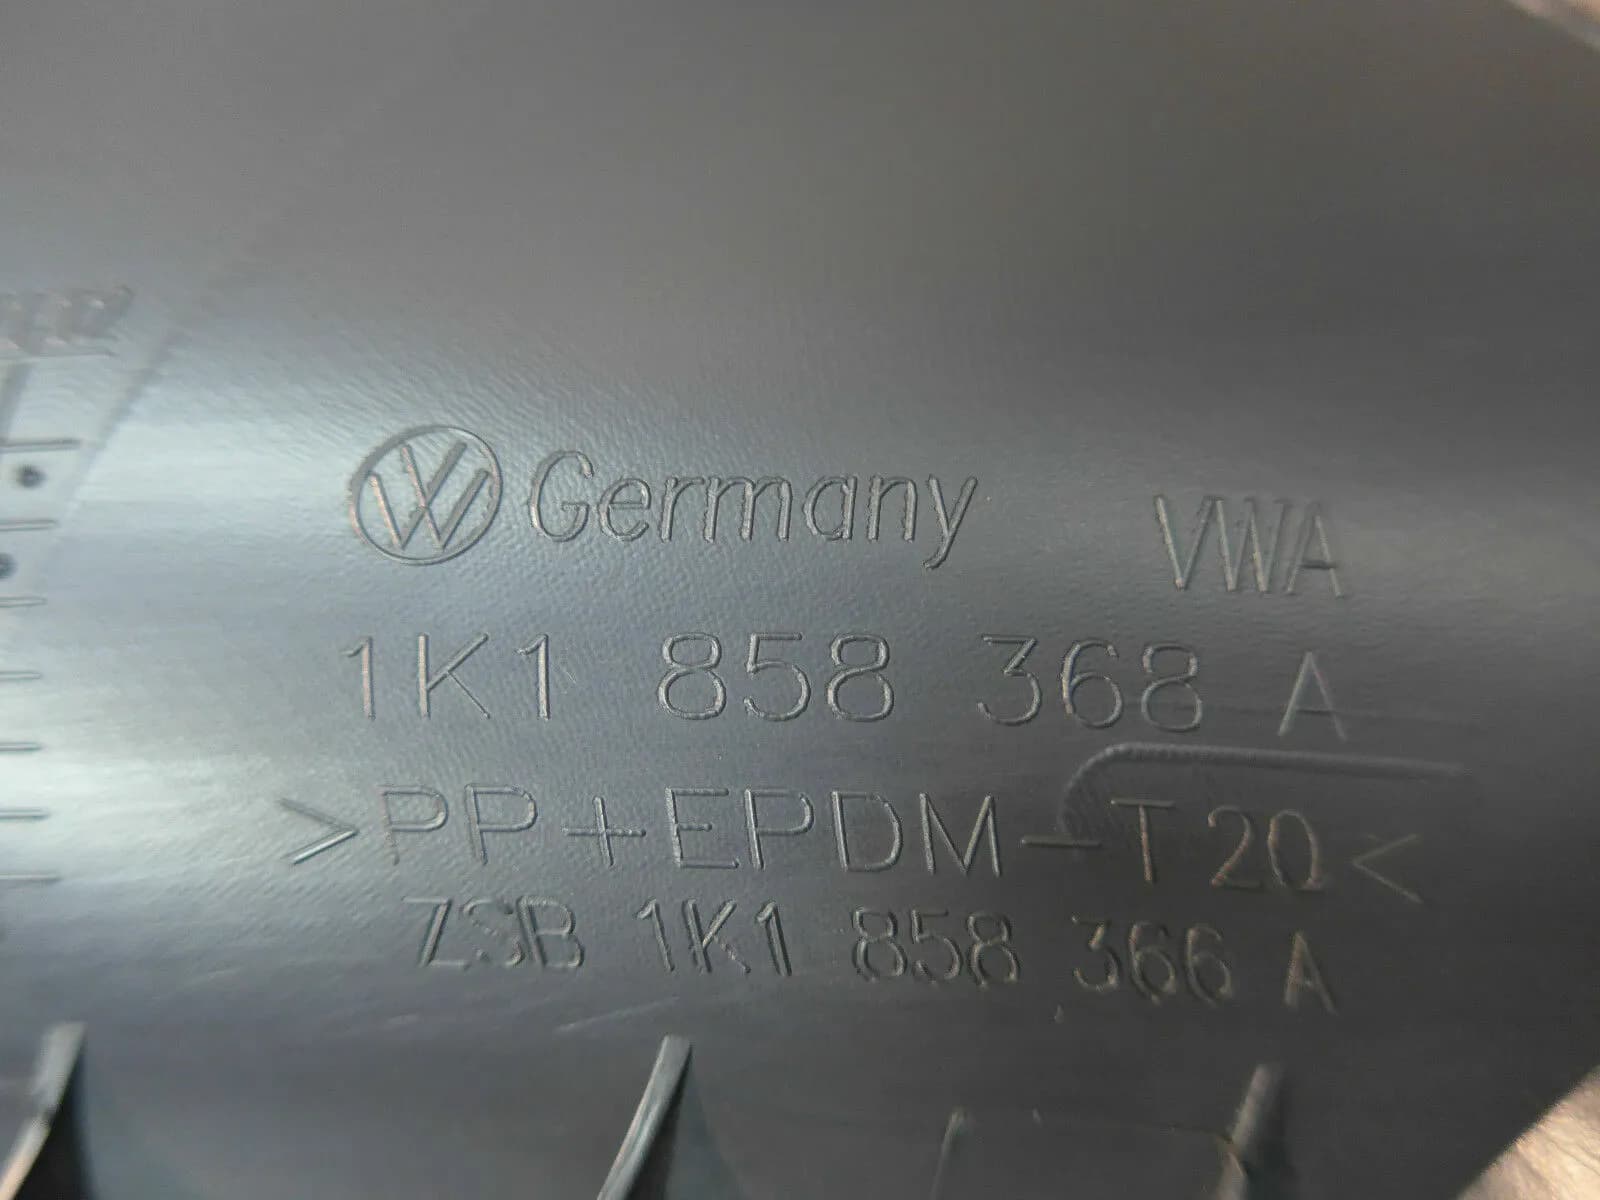 Germany VWA
1K1 858 368 A
>PP+EPDM-T20<
ZSB 1K1 858 366 A